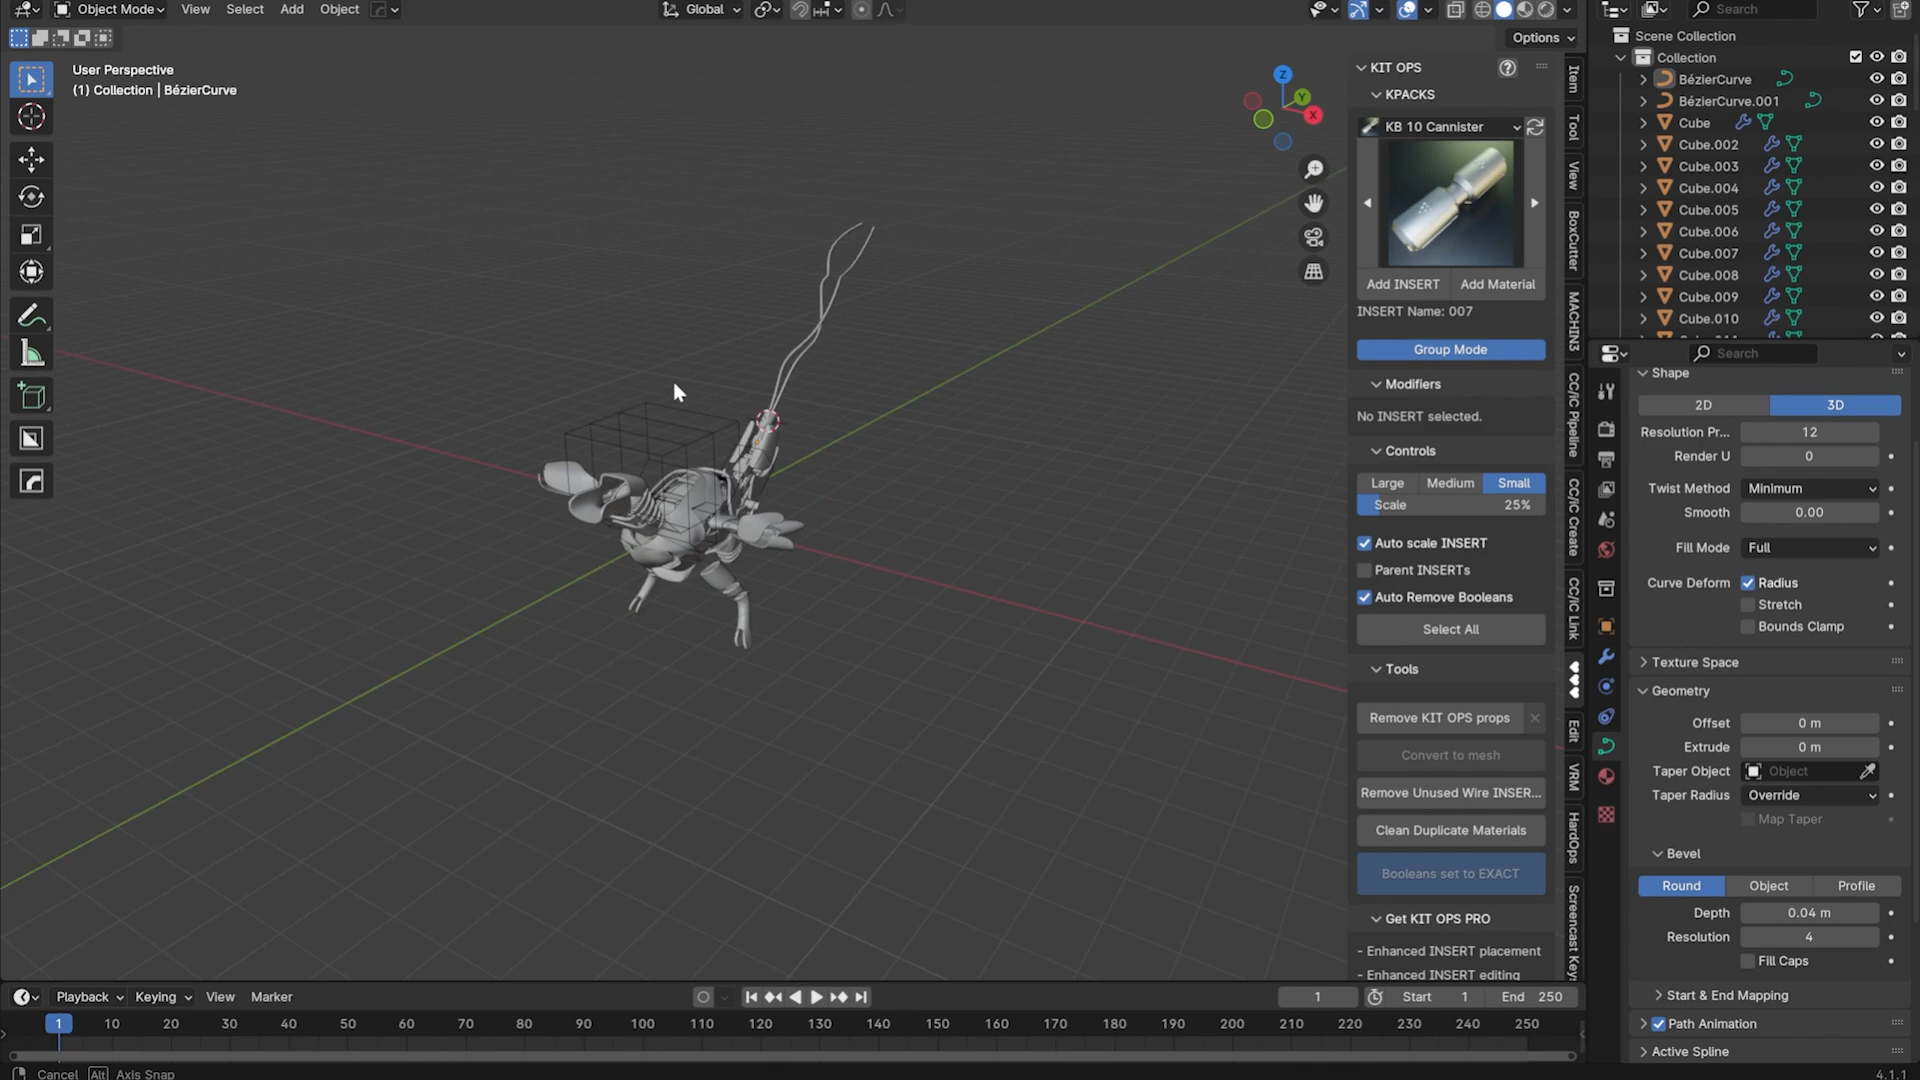 Object Mode View Select Add Object Global Search
Options
User Perspective
(1) Collection | BézierCurve
Z
Y
X
KIT OPS
KPACKS
KB 10 Cannister
Add INSERT Add Material
INSERT Name: 007
Group Mode
Modifiers
No INSERT selected.
Controls
Large Medium Small
Scale 25%
Auto scale INSERT
Parent INSERTs
Auto Remove Booleans
Select All
Tools
Remove KIT OPS props
Convert to mesh
Remove Unused Wire INSER...
Clean Duplicate Materials
Booleans set to EXACT
Get KIT OPS PRO
- Enhanced INSERT placement
- Enhanced INSERT editing
Item
Tool
View
BoxCutter
MACHIN3
CC/iC Pipeline
CC/iC Create
CC/iC Link
Edit
VRM
HardOps
Screencast Key
Scene Collection
Collection
BézierCurve
BézierCurve.001
Cube
Cube.002
Cube.003
Cube.004
Cube.005
Cube.006
Cube.007
Cube.008
Cube.009
Cube.010
Search
Shape
2D 3D
Resolution Pr... 12
Render U 0
Twist Method Minimum
Smooth 0.00
Fill Mode Full
Curve Deform Radius
Stretch
Bounds Clamp
Texture Space
Geometry
Offset 0 m
Extrude 0 m
Taper Object Object
Taper Radius Override
Map Taper
Bevel
Round Object Profile
Depth 0.04 m
Resolution 4
Fill Caps
Start & End Mapping
Path Animation
Active Spline
Playback Keying View Marker 1 Start 1 End 250
1 10 20 30 40 50 60 70 80 90 100 110 120 130 140 150 160 170 180 190 200 210 220 230 240 250
Cancel Alt Axis Snap 4.1.1